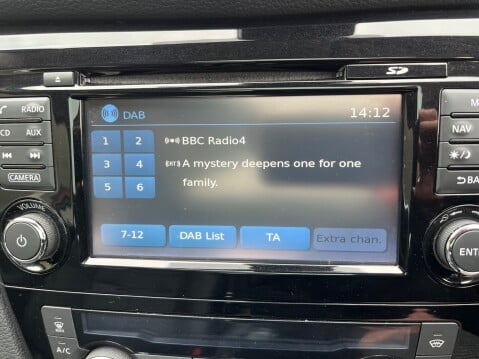 SD
RADIO
DAB
14:12
M
CD AUX
1 2
BBC Radio4
NAV
3 4
A mystery deepens one for one
family.
CAMERA
5 6
BA
VOLUME
7-12
DAB List
TA
Extra chan.
ENT
A/C